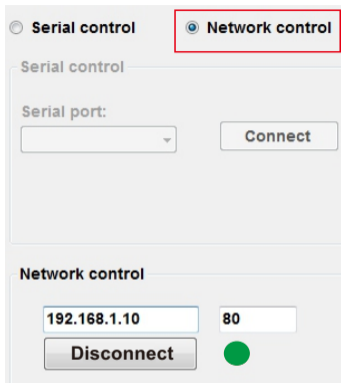 Serial control Network control
Serial control
Serial port:
Connect
Network control
192.168.1.10 80
Disconnect